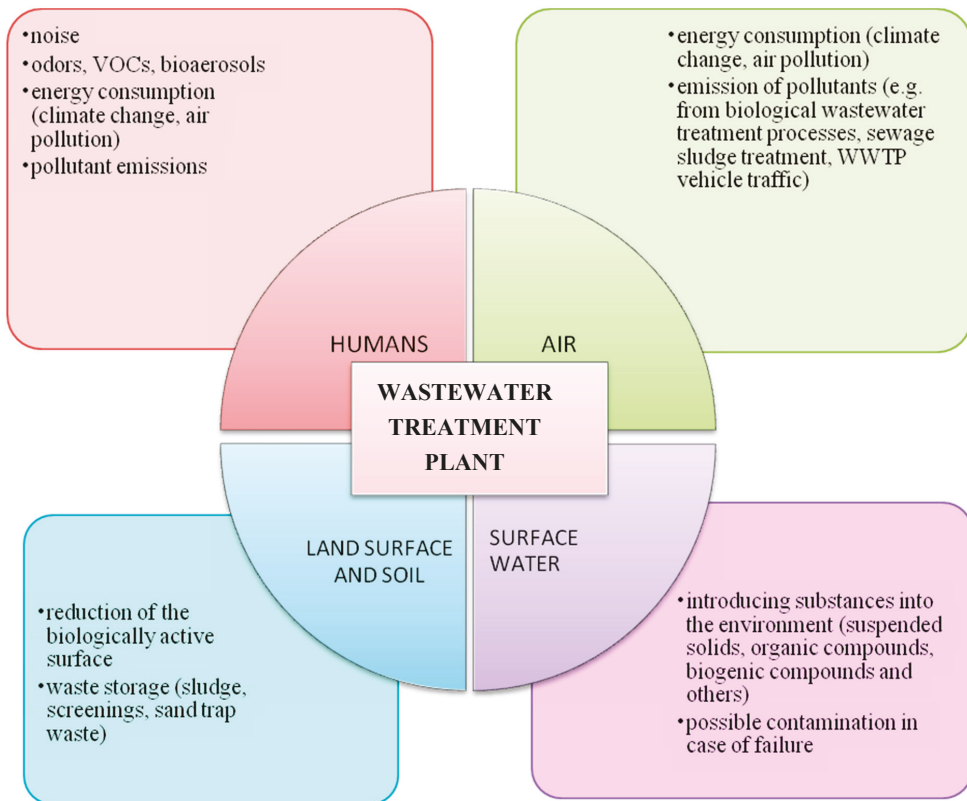 •noise
•odors, VOCs, bioaerosols
•energy consumption
(climate change, air
pollution)
•pollutant emissions
•energy consumption (climate
change, air pollution)
•emission of pollutants (e.g.
from biological wastewater
treatment processes, sewage
sludge treatment, WWTP
vehicle traffic)
HUMANS
AIR
WASTEWATER
TREATMENT
PLANT
LAND SURFACE
AND SOIL
SURFACE
WATER
•reduction of the
biologically active
surface
•waste storage (sludge,
screenings, sand trap
waste)
•introducing substances into
the environment (suspended
solids, organic compounds,
biogenic compounds and
others)
•possible contamination in
case of failure